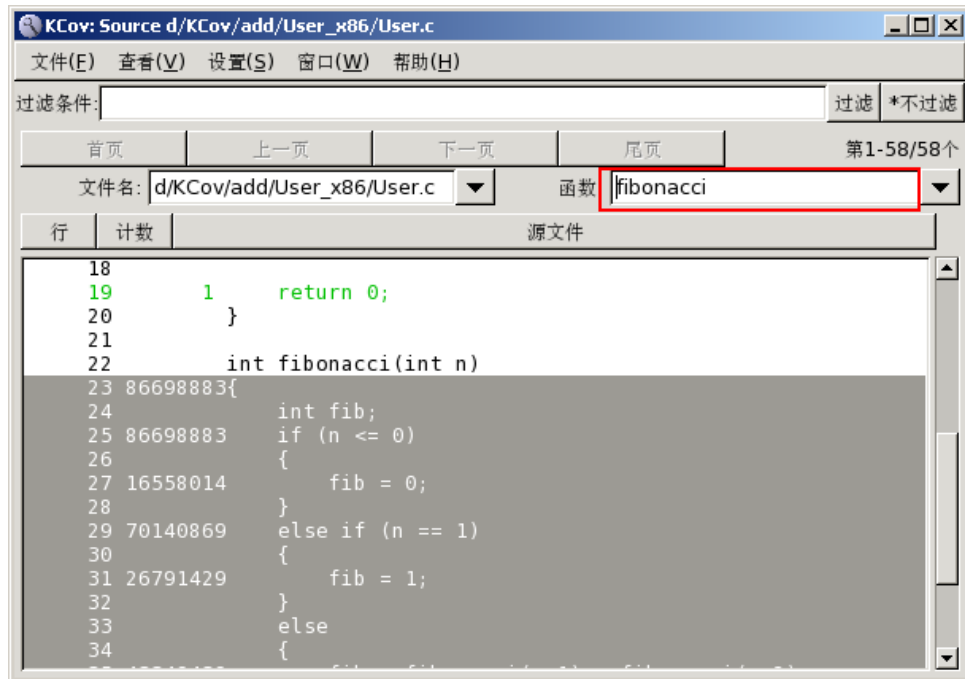 KCov: Source d/KCov/add/User_x86/User.c
文件(F) 查看(V) 设置(S) 窗口(W) 帮助(H)
过滤条件: 过滤 *不过滤
首页 上一页 下一页 尾页 第1-58/58个
文件名: d/KCov/add/User_x86/User.c 函数 fibonacci
行 计数 源文件
18
19 1 return 0;
20 }
21
22 int fibonacci(int n)
23 86698883{
24 int fib;
25 86698883 if (n <= 0)
26 {
27 16558014 fib = 0;
28 }
29 70140869 else if (n == 1)
30 {
31 26791429 fib = 1;
32 }
33 else
34 {